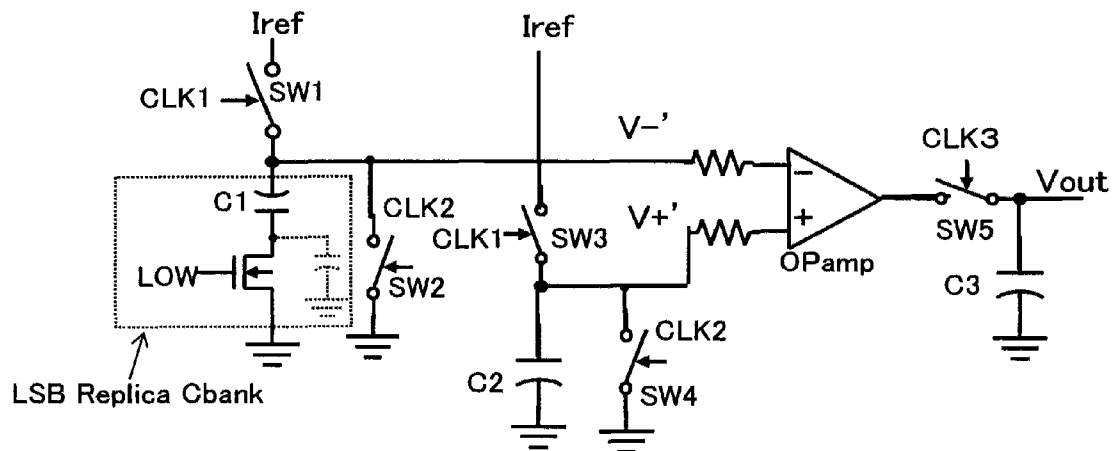 Iref
Iref
CLK1
SW1
V-'
CLK3
Vout
C1
CLK2
V+'
CLK1
SW3
SW5
LOW
SW2
OPamp
C3
C2
CLK2
SW4
LSB Replica Cbank